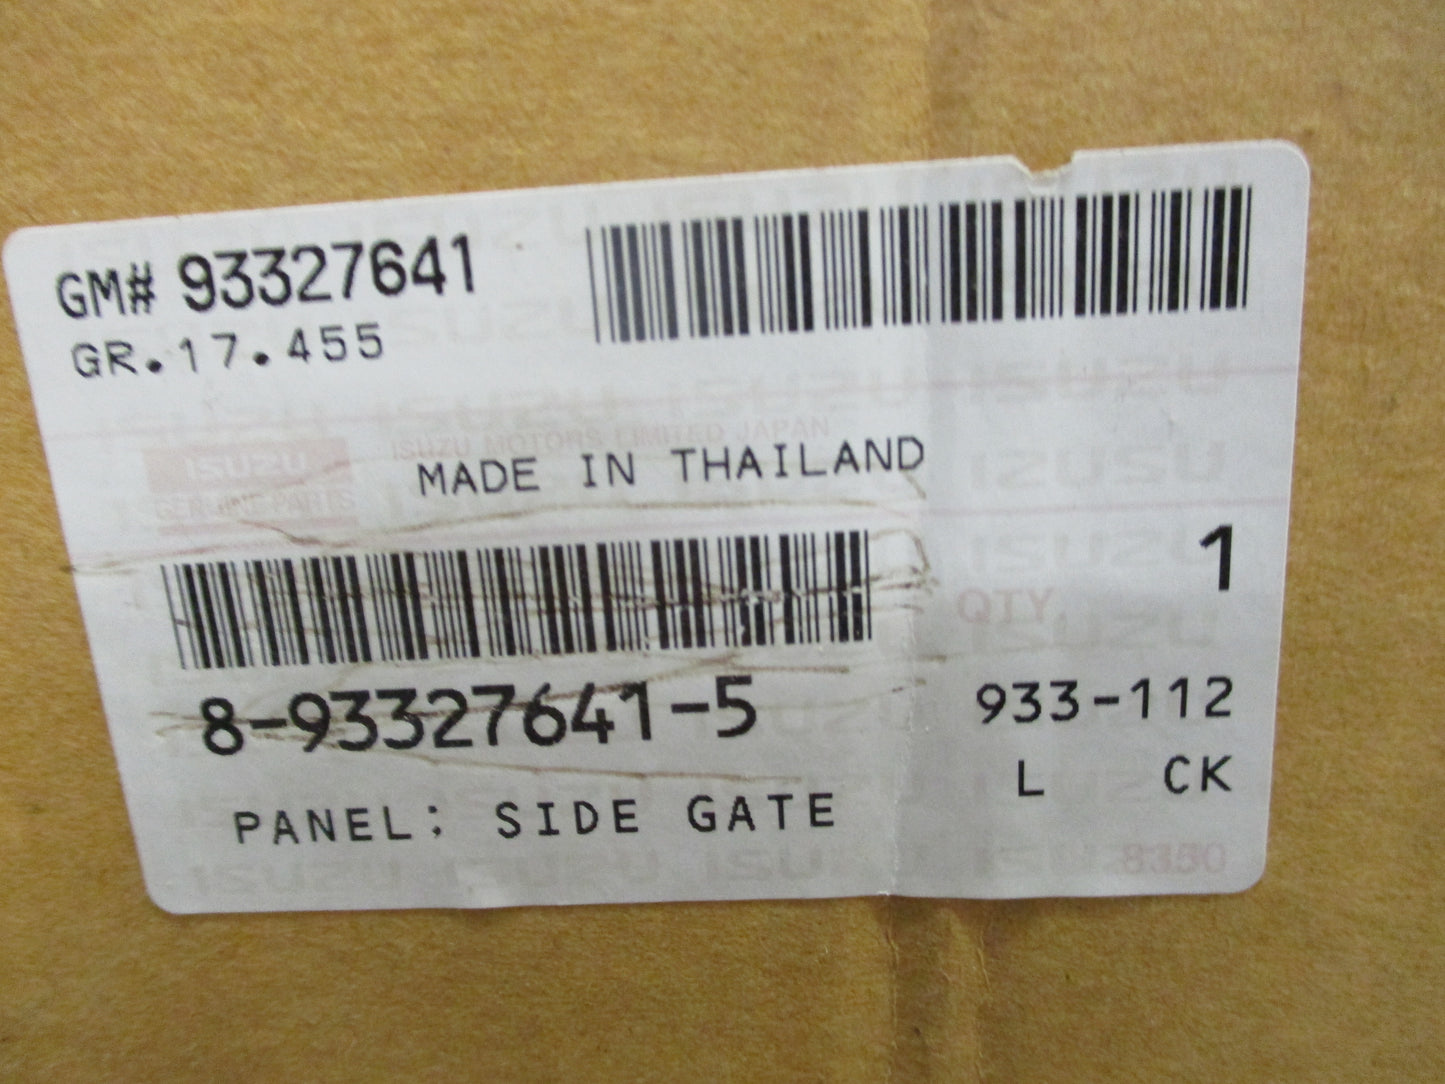 GM# 93327641
GR.17.455
ISUZU
GENUINE PARTS
ISUZU MOTORS LIMITED JAPAN
MADE IN THAILAND
1
QTY
8-93327641-5
933-112
L CK
PANEL; SIDE GATE